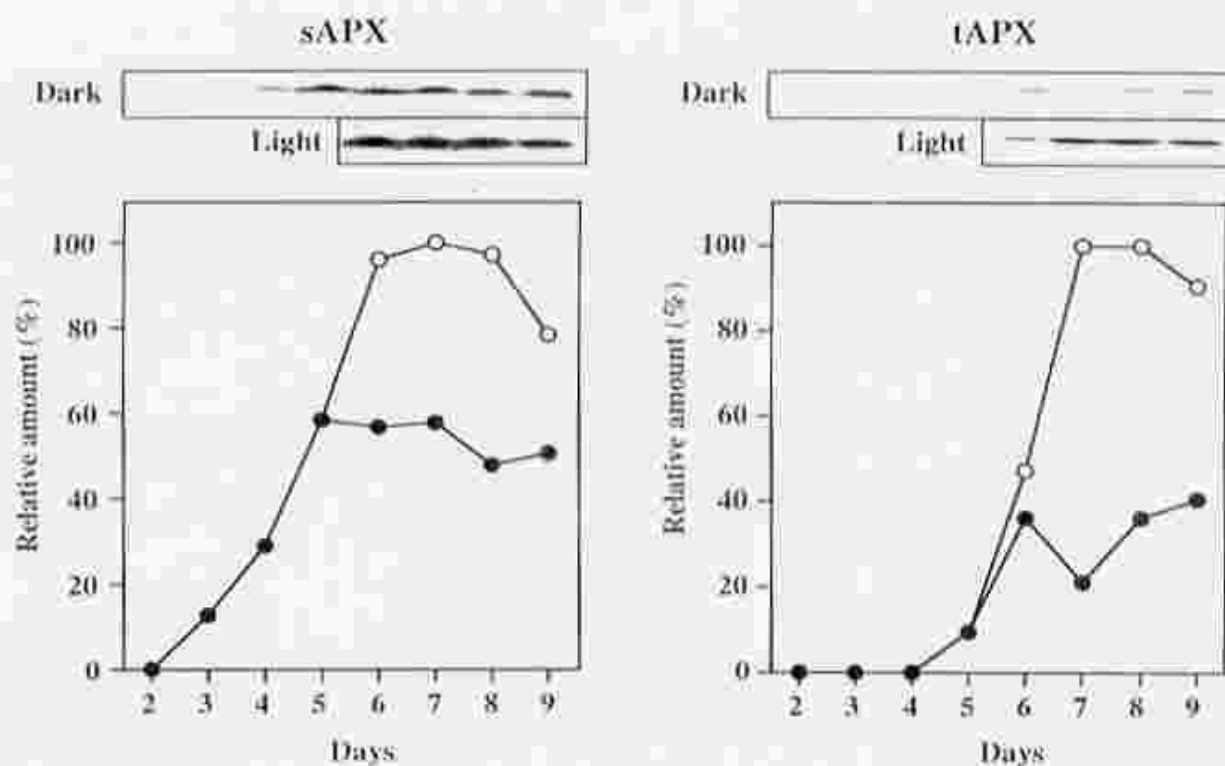 sAPX
Dark
Light
Relative amount (%)
100
80
60
40
20
0
2 3 4 5 6 7 8 9
Days
tAPX
Dark
Light
Relative amount (%)
100
80
60
40
20
0
2 3 4 5 6 7 8 9
Days